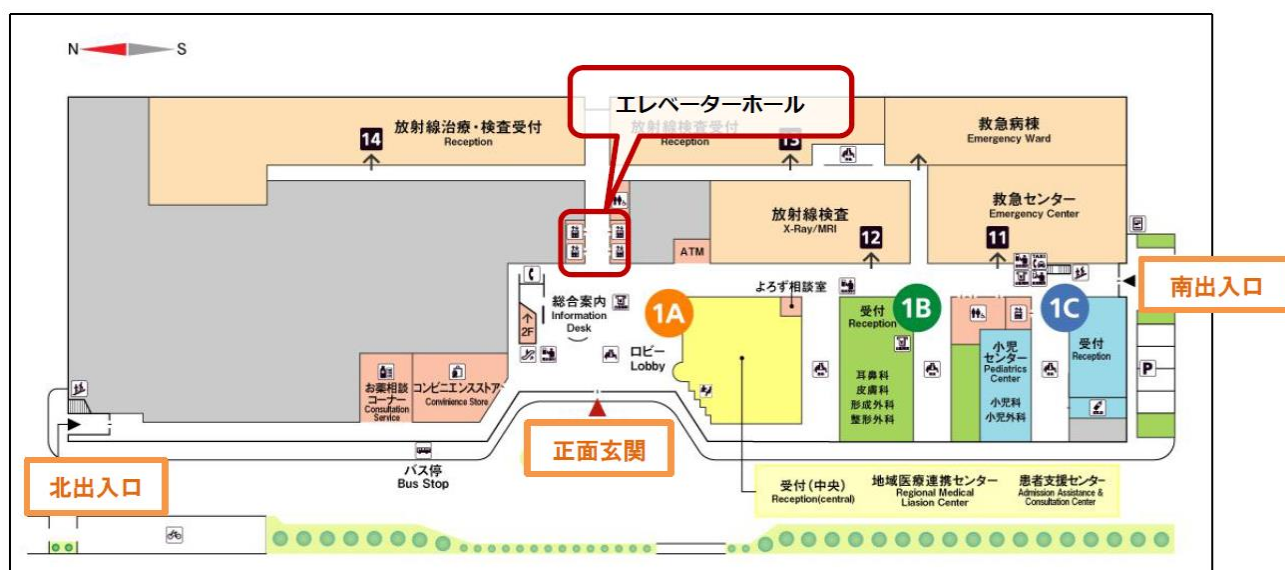 N S
エレベーターホール
14
放射線治療・検査受付
Reception
放射線検査受付
Reception
15
救急病棟
Emergency Ward
放射線検査
X-Ray/MRI
12
救急センター
Emergency Center
11
ATM
TAXI
南出入口
総合案内
Information
Desk
2F
1A
よろず相談室
受付
Reception
1B
1C
ロビー
Lobby
小児
センター
Pediatrics
Center
受付
Reception
お薬相談
コーナー
Consultation
Service
コンビニエンスストア
Convinience Store
耳鼻科
皮膚科
形成外科
整形外科
小児科
小児外科
P
正面玄関
バス停
Bus Stop
北出入口
受付(中央)
Reception(central)
地域医療連携センター
Regional Medical
Liasion Center
患者支援センター
Admission Assistance &
Consultation Center